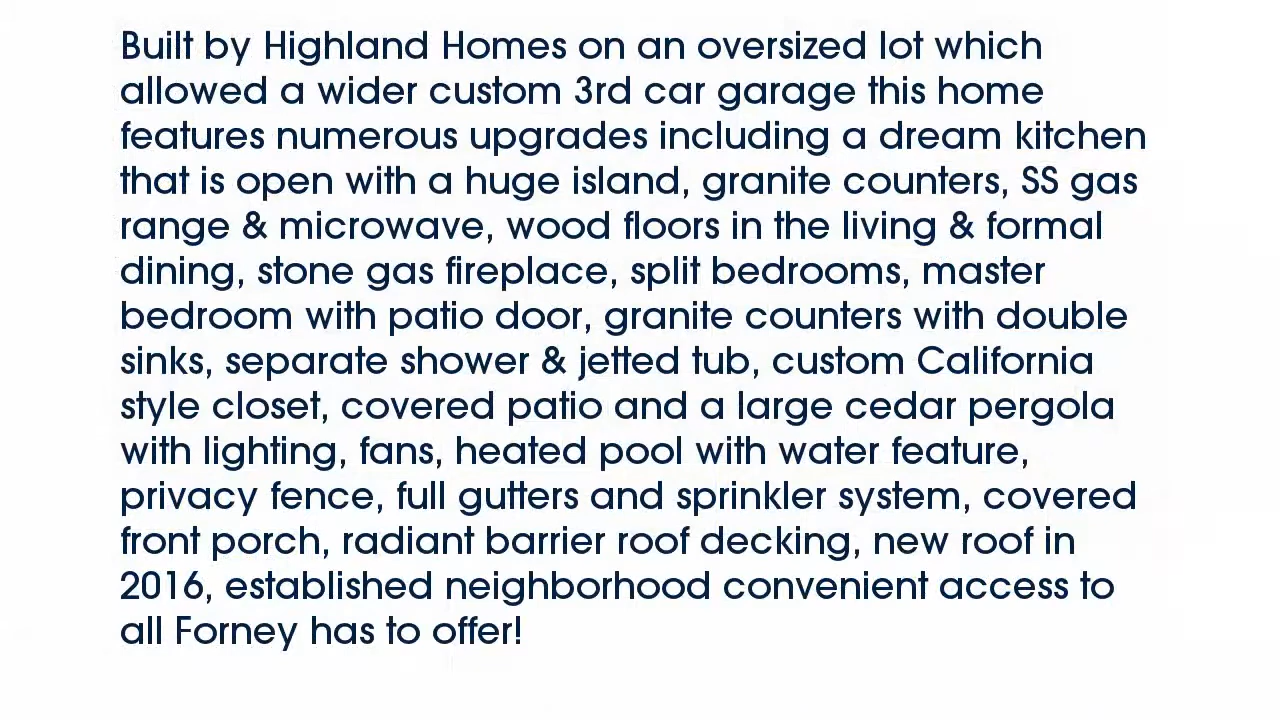 Built by Highland Homes on an oversized lot which
allowed a wider custom 3rd car garage this home
features numerous upgrades including a dream kitchen
that is open with a huge island, granite counters, SS gas
range & microwave, wood floors in the living & formal
dining, stone gas fireplace, split bedrooms, master
bedroom with patio door, granite counters with double
sinks, separate shower & jetted tub, custom California
style closet, covered patio and a large cedar pergola
with lighting, fans, heated pool with water feature,
privacy fence, full gutters and sprinkler system, covered
front porch, radiant barrier roof decking, new roof in
2016, established neighborhood convenient access to
all Forney has to offer!